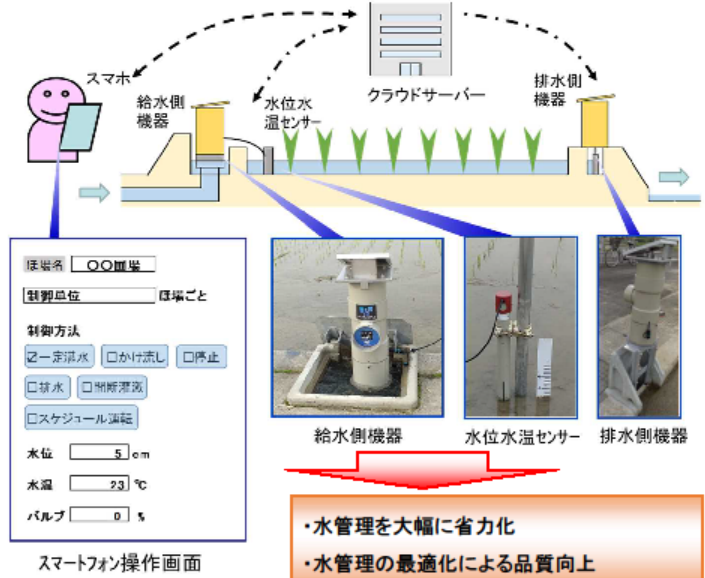 スマホ
給水側
機器
水位水
温センサー
クラウドサーバー
排水側
機器
ほ場名 〇〇圃場
制御単位 ほ場ごと
制御方法
☑一定湛水 □かけ流し □停止
□排水 □間断灌漑
□スケジュール運転
水位 5 cm
水温 23 ℃
バルブ 0 %
スマートフォン操作画面
給水側機器
水位水温センサー
排水側機器
・水管理を大幅に省力化
・水管理の最適化による品質向上